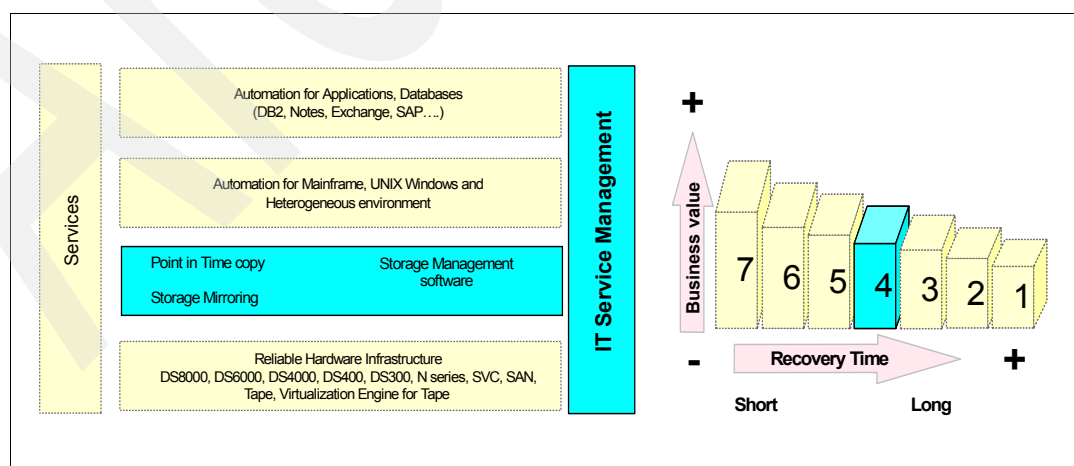 Services
Automation for Applications, Databases
(DB2, Notes, Exchange, SAP....)
Automation for Mainframe, UNIX Windows and
Heterogeneous environment
Point in Time copy
Storage Management
software
Storage Mirroring
Reliable Hardware Infrastructure
DS8000, DS6000, DS4000, DS400, DS300, N series, SVC, SAN,
Tape, Virtualization Engine for Tape
IT Service Management
+
Business value
-
7
6
5
4
3
2
1
Recovery Time
+
Short
Long